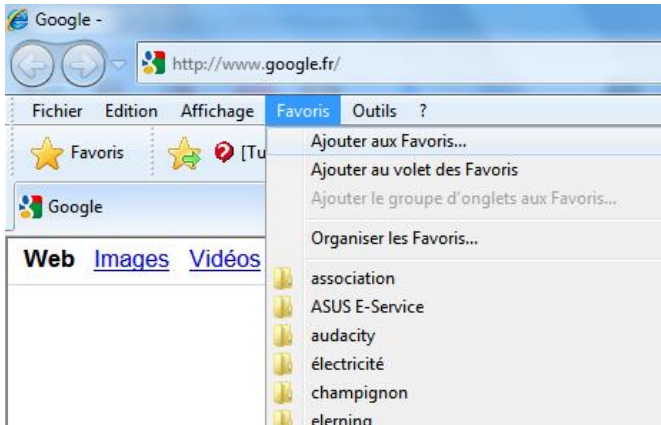 Google -
http://www.google.fr/
Fichier Edition Affichage Favoris Outils ?
Favoris [Tu
Ajouter aux Favoris...
Ajouter au volet des Favoris
Google
Ajouter le groupe d'onglets aux Favoris...
Organiser les Favoris...
Web Images Vidéos
association
ASUS E-Service
audacity
électricité
champignon
elerning